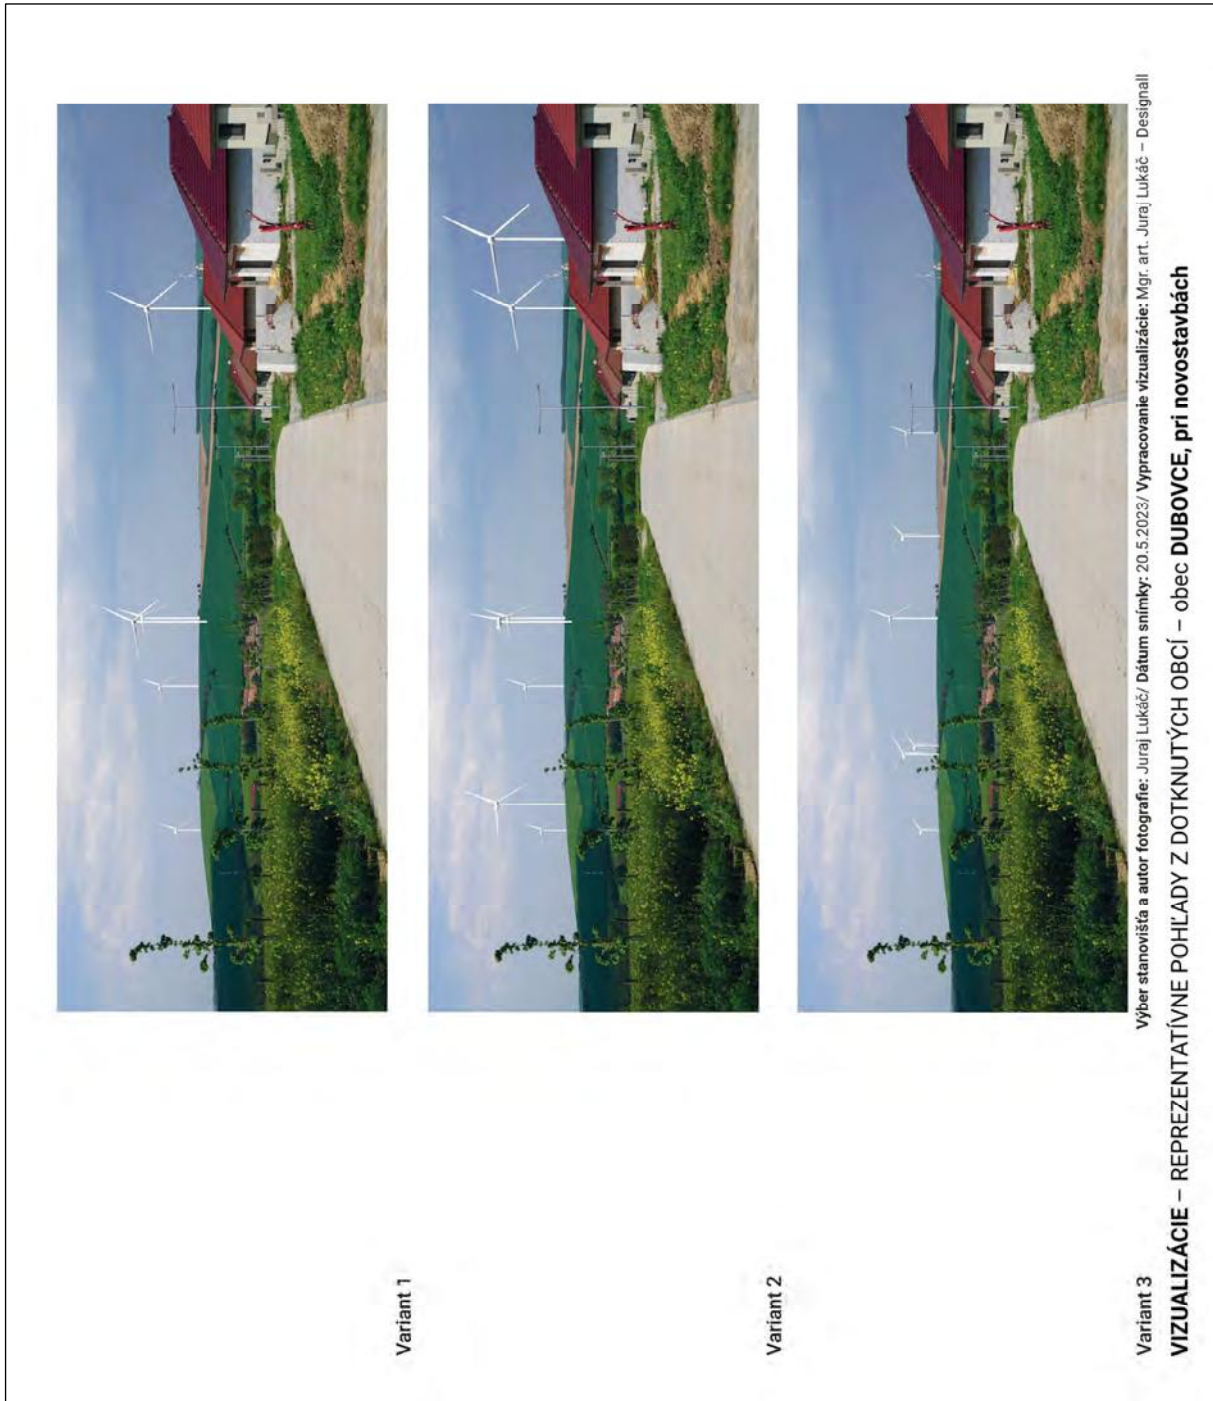 Variant 1
Variant 2
Variant 3
Výber stanovišťa a autor fotografie: Juraj Lukáč/ Dátum snímky: 20.5.2023/ Vypracovanie vizualizácie: Mgr. art. Juraj Lukáč – Designall
VIZUALIZÁCIE – REPREZENTATÍVNE POHĽADY Z DOTKNUTÝCH OBCÍ – obec DUBOVCE, pri novostavbách